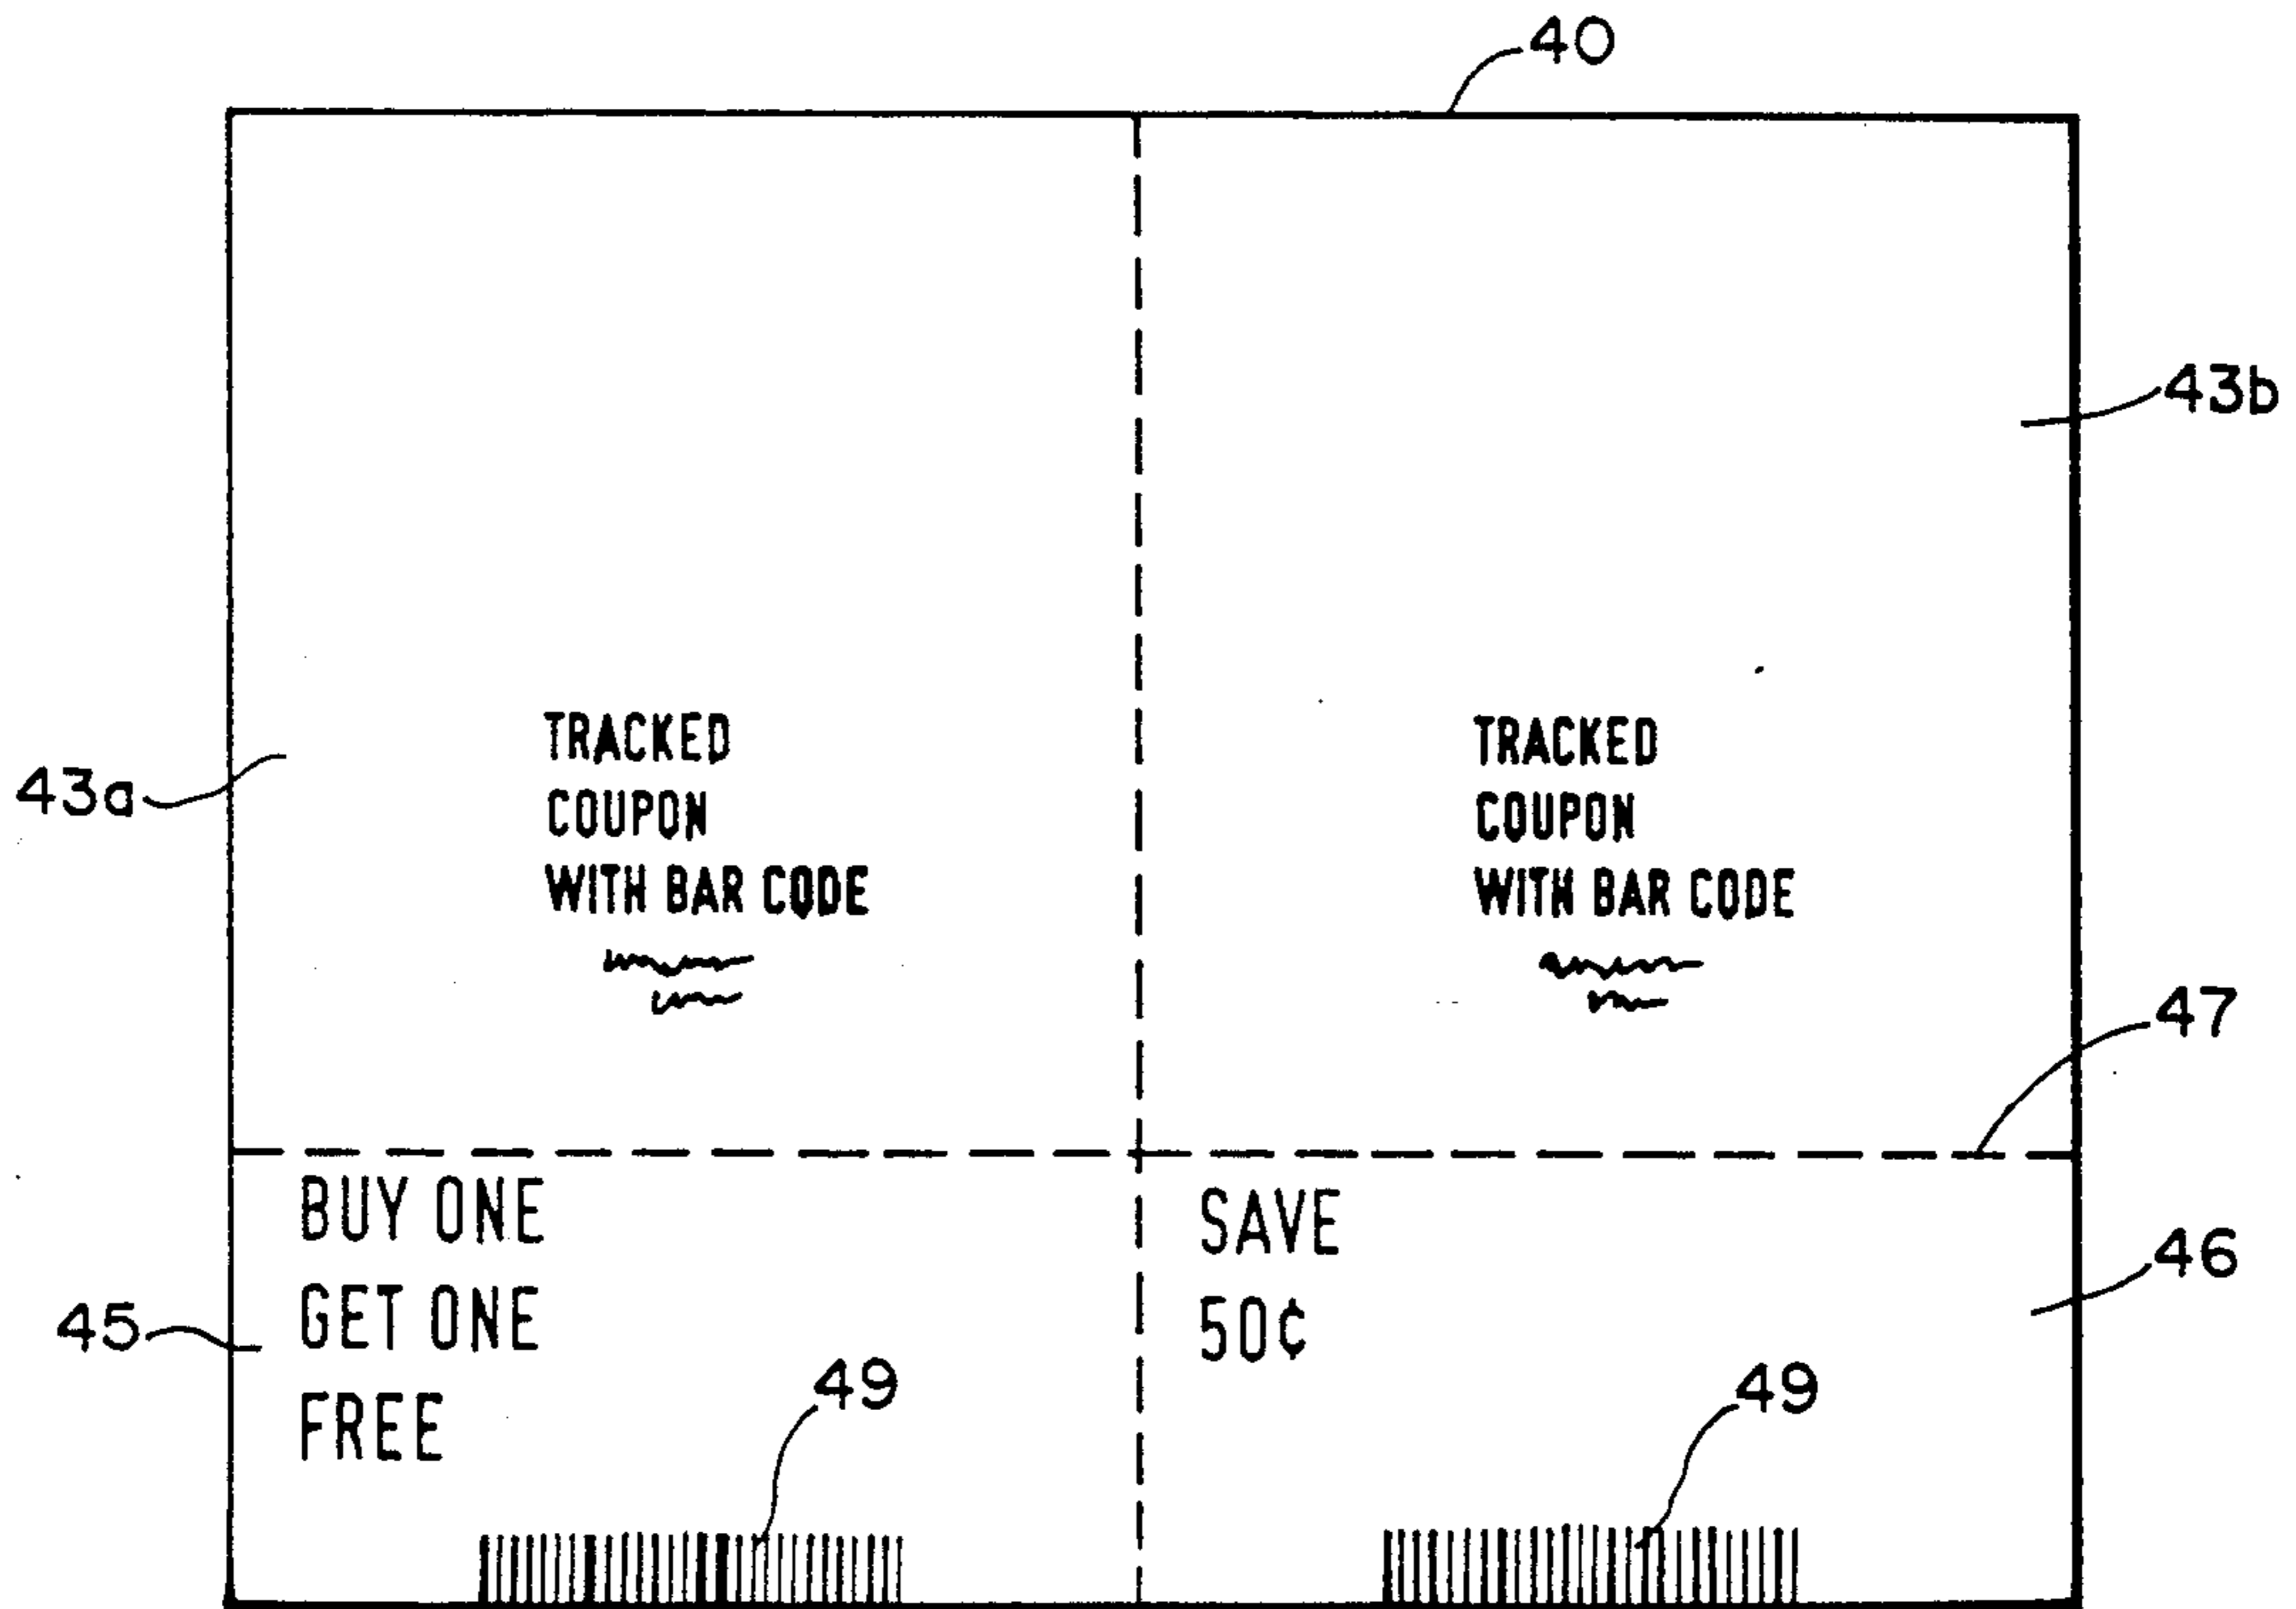 40
43b
43a
TRACKED
COUPON
WITH BAR CODE
TRACKED
COUPON
WITH BAR CODE
47
BUY ONE
GET ONE
FREE
45
49
SAVE
50¢
46
49